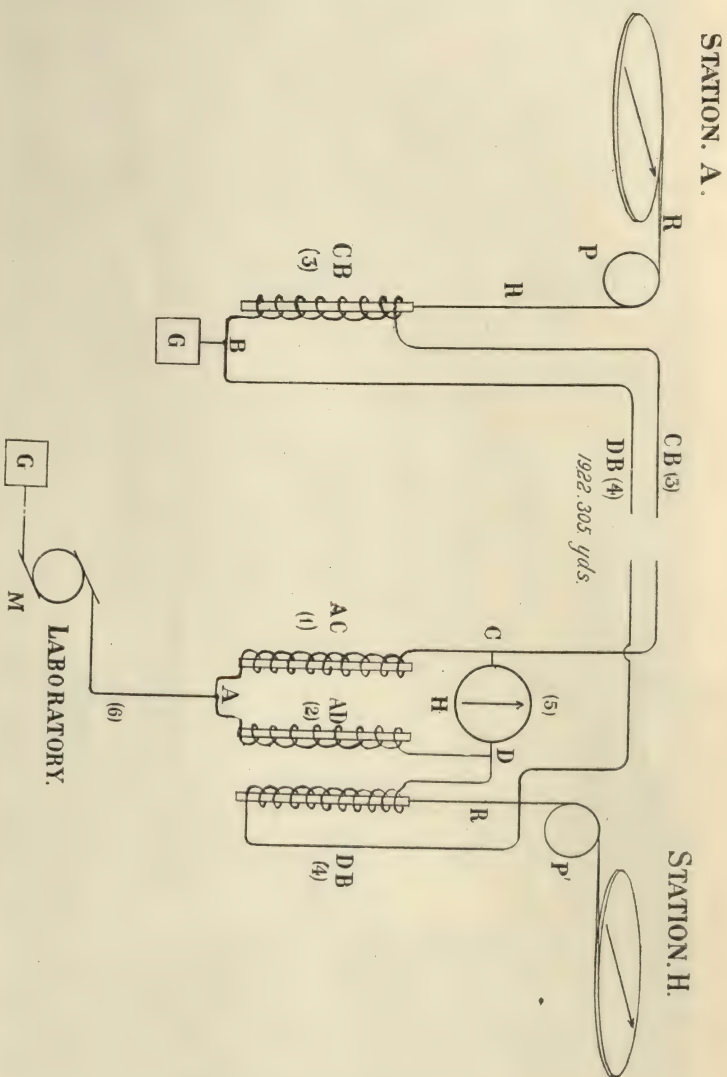 STATION. A.
STATION. H.
R
CB (3)
DB (4)
1922.305. yds.
P
P'
(5)
R
C
D
R
H
CB
(3)
AC
(1)
AD
(2)
DB
(4)
B
A
G
(6)
LABORATORY.
G
M